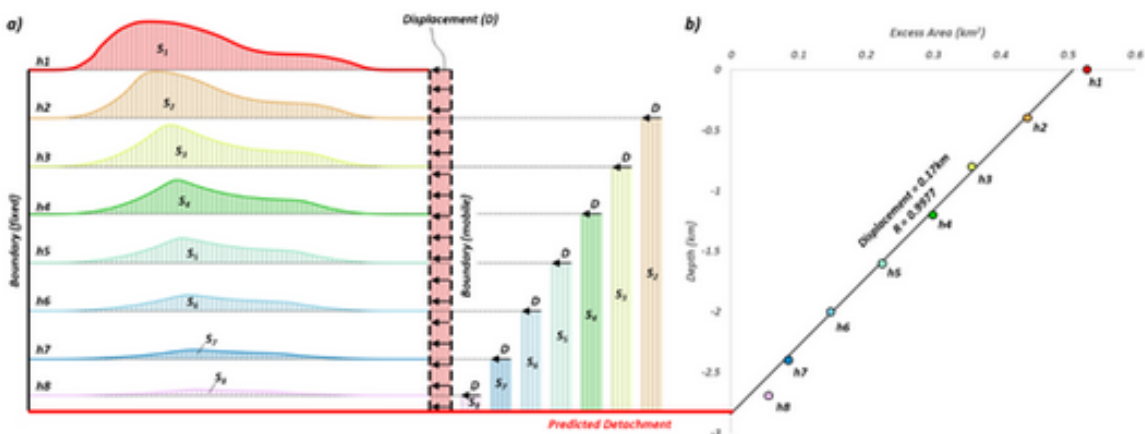 a)
Displacement (D)
h1
S1
h2
S2
D
h3
S3
D
h4
S4
D
h5
S5
D
h6
S6
D
h7
S7
D
h8
S8
D
Boundary (fixed)
Boundary (mobile)
S8
S7
S6
S5
S4
S3
S2
Predicted Detachment
b)
Excess Area (km²)
0 0.1 0.2 0.3 0.4 0.5 0.6
0
-0.5
-1
-1.5
-2
-2.5
-3
Depth (km)
Displacement = 0.17km
R = 0.9977
h1
h2
h3
h4
h5
h6
h7
h8